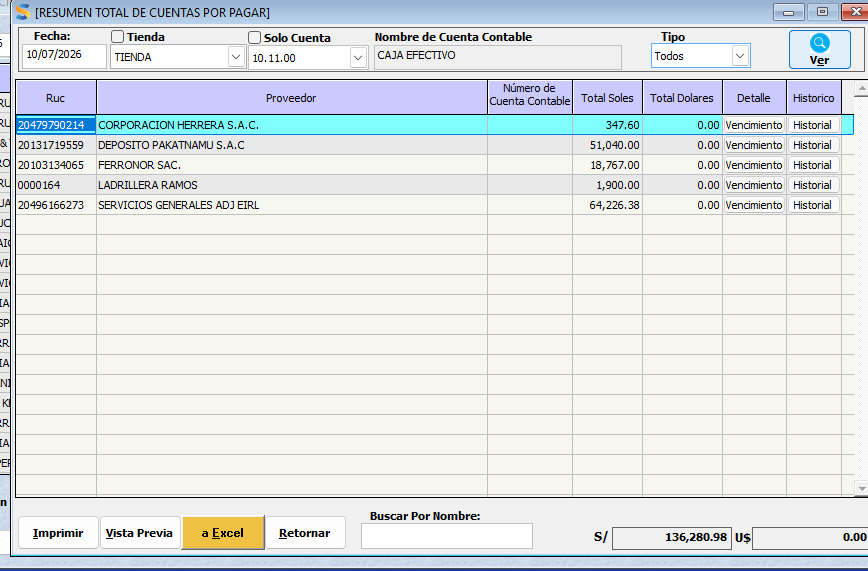 [RESUMEN TOTAL DE CUENTAS POR PAGAR]
Fecha: Tienda Solo Cuenta Nombre de Cuenta Contable Tipo
10/07/2026 TIENDA 10.11.00 CAJA EFECTIVO Todos Ver
Ruc Proveedor Número de Cuenta Contable Total Soles Total Dolares Detalle Historico
20479790214 CORPORACION HERRERA S.A.C. 347.60 0.00 Vencimiento Historial
20131719559 DEPOSITO PAKATNAMU S.A.C 51,040.00 0.00 Vencimiento Historial
20103134065 FERRONOR SAC. 18,767.00 0.00 Vencimiento Historial
0000164 LADRILLERA RAMOS 1,900.00 0.00 Vencimiento Historial
20496166273 SERVICIOS GENERALES ADJ EIRL 64,226.38 0.00 Vencimiento Historial
Buscar Por Nombre:
Imprimir Vista Previa a Excel Retornar S/ 136,280.98 U$ 0.00